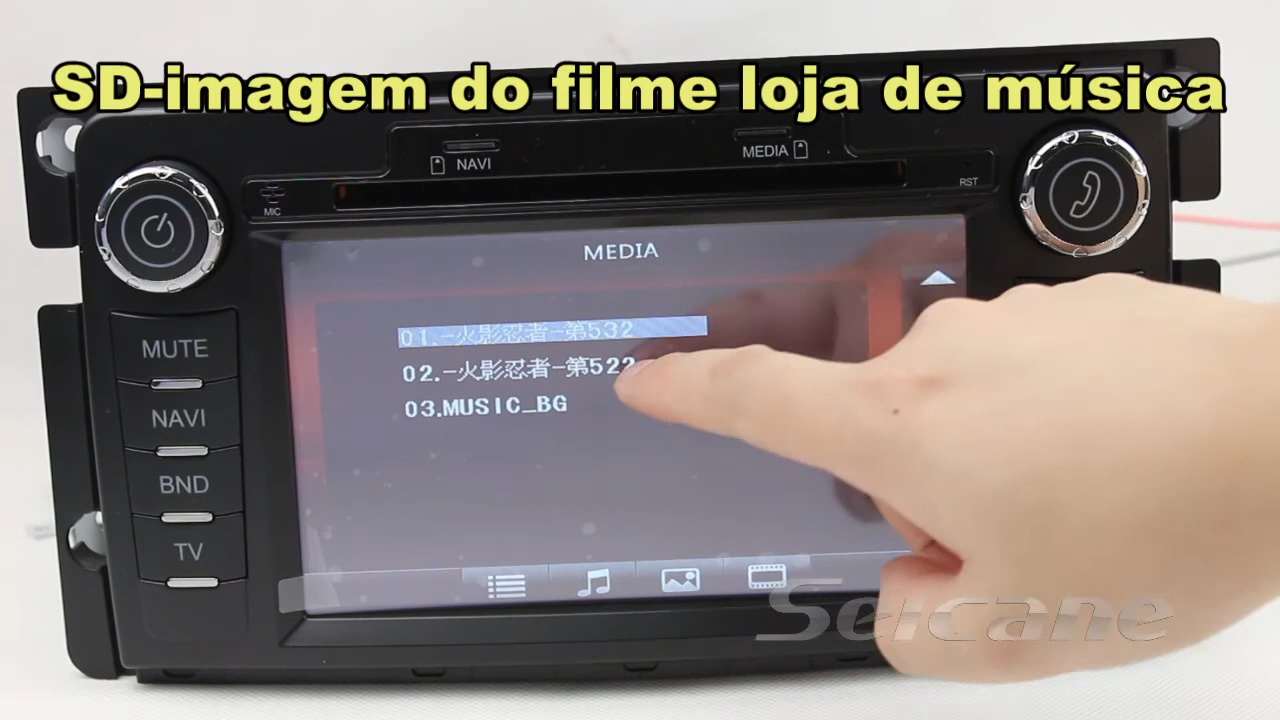 SD-imagem do filme loja de música
NAVI
MEDIA
MIC
RST
MEDIA
MUTE
01.-火影忍者-第532
02.-火影忍者-第522
03.MUSIC_BG
NAVI
BND
TV
Seicane